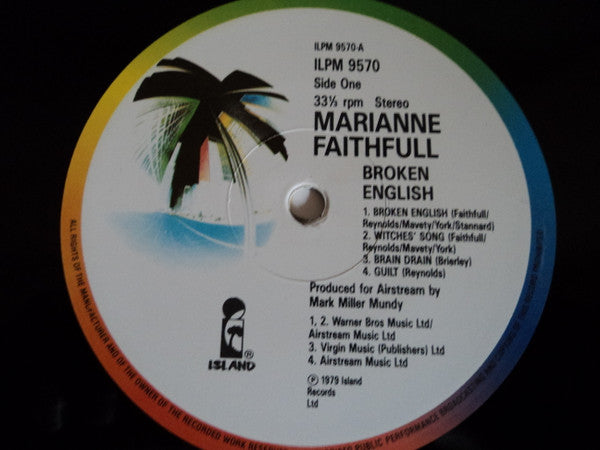 ILPM 9570-A
ILPM 9570
Side One
33⅓ rpm Stereo
MARIANNE
FAITHFULL
BROKEN
ENGLISH
1. BROKEN ENGLISH (Faithfull/
Reynolds/Mavety/York/Stannard)
2. WITCHES' SONG (Faithfull/
Reynolds/Mavety/York)
3. BRAIN DRAIN (Brierley)
4. GUILT (Reynolds)
Produced for Airstream by
Mark Miller Mundy
1, 2. Warner Bros Music Ltd/
Airstream Music Ltd
3. Virgin Music (Publishers) Ltd
4. Airstream Music Ltd
℗ 1979 Island
Records
Ltd
ISLAND®
ALL RIGHTS OF THE MANUFACTURER AND OF THE OWNER OF THE RECORDED WORK PUBLIC PERFORMANCE BROADCASTING AND